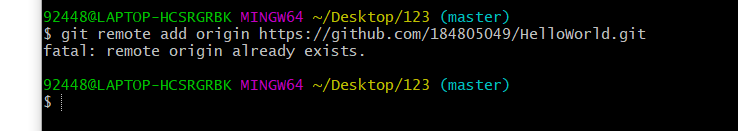 92448@LAPTOP-HCSRGRBK MINGW64 ~/Desktop/123 (master)
$ git remote add origin https://github.com/184805049/HelloWorld.git
fatal: remote origin already exists.
92448@LAPTOP-HCSRGRBK MINGW64 ~/Desktop/123 (master)
$